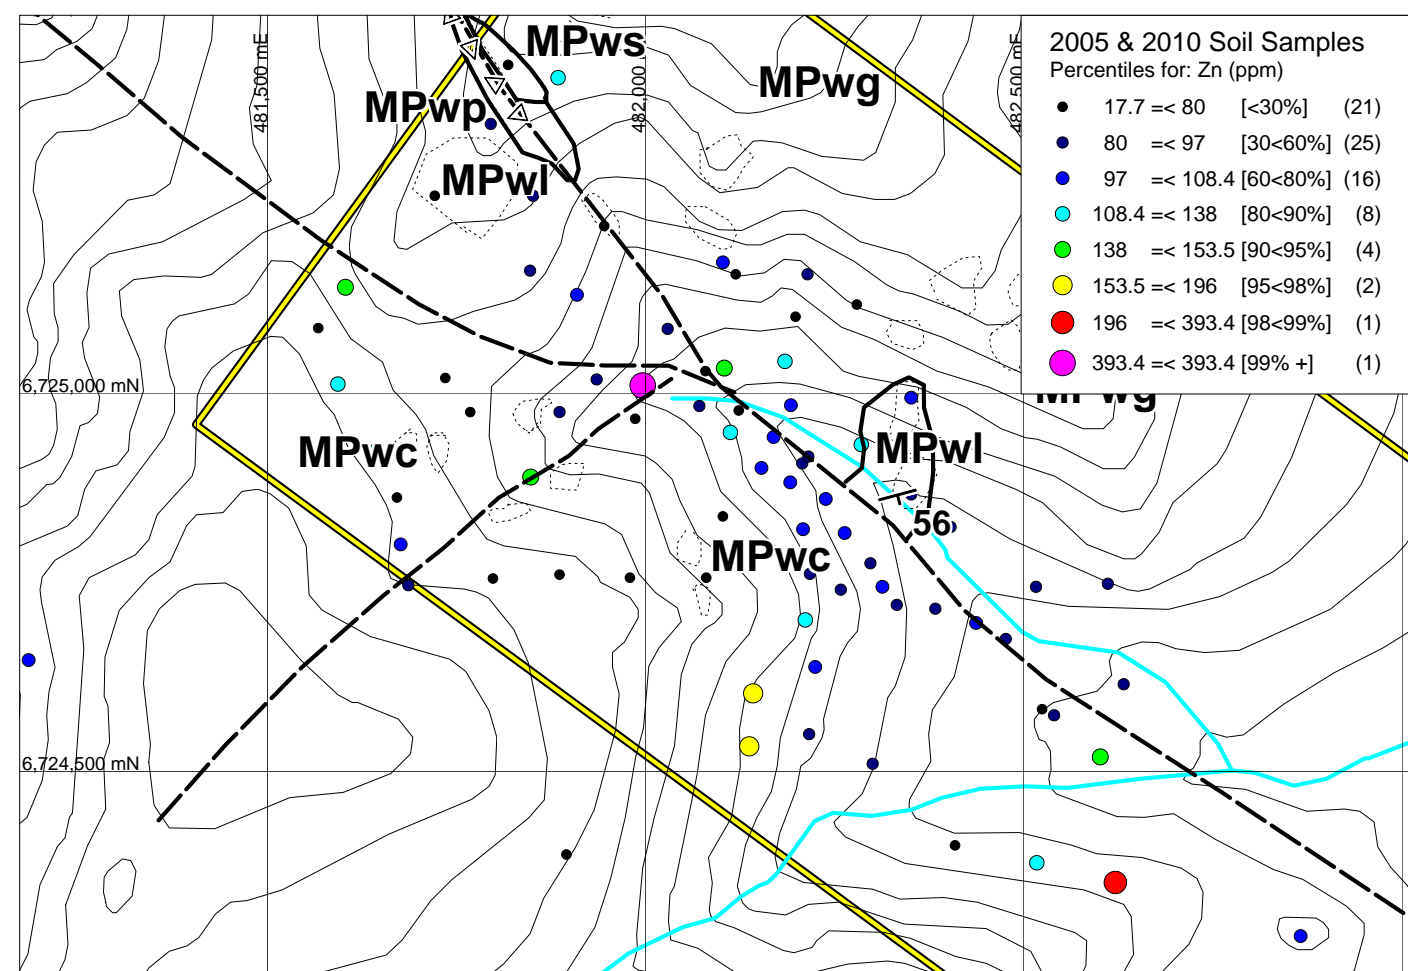 MPws
MPwg
MPwp
MPwl
481,500 mE
482,000 mE
482,500 mE
2005 & 2010 Soil Samples
Percentiles for: Zn (ppm)
17.7 =< 80 [<30%] (21)
80 =< 97 [30<60%] (25)
97 =< 108.4 [60<80%] (16)
108.4 =< 138 [80<90%] (8)
138 =< 153.5 [90<95%] (4)
153.5 =< 196 [95<98%] (2)
196 =< 393.4 [98<99%] (1)
393.4 =< 393.4 [99% +] (1)
6,725,000 mN
MPwg
MPwc
MPwl
56
MPwc
6,724,500 mN